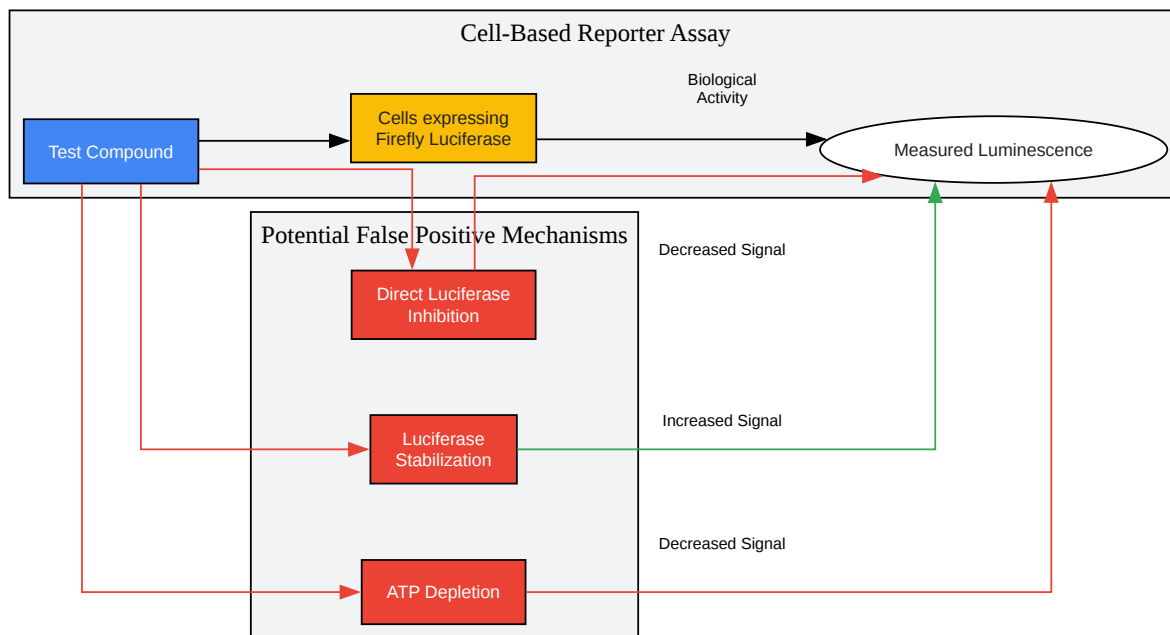 Cell-Based Reporter Assay
Biological
Activity
Cells expressing
Firefly Luciferase
Test Compound
Measured Luminescence
Potential False Positive Mechanisms
Decreased Signal
Direct Luciferase
Inhibition
Increased Signal
Luciferase
Stabilization
Decreased Signal
ATP Depletion